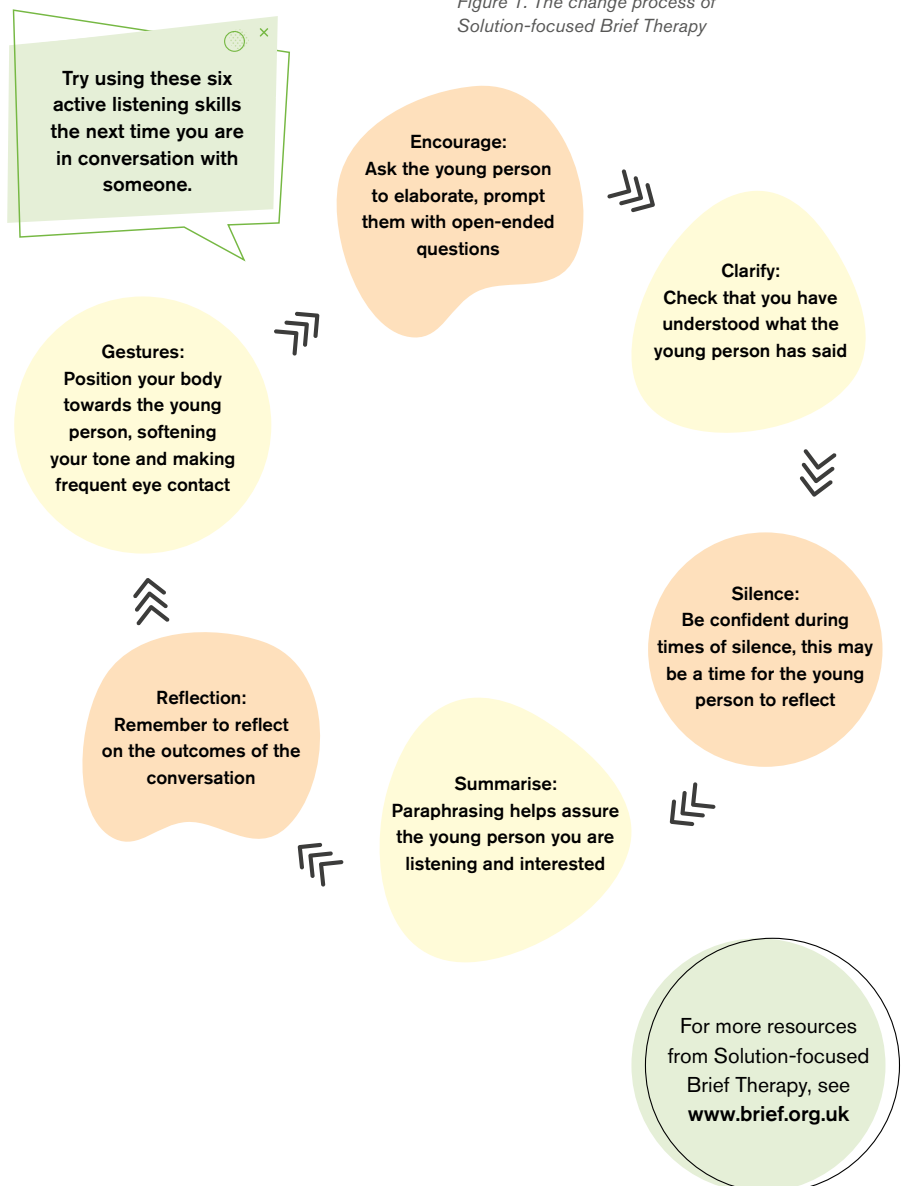 Figure 1. The change process of
Solution-focused Brief Therapy
Try using these six
active listening skills
the next time you are
in conversation with
someone.
Encourage:
Ask the young person
to elaborate, prompt
them with open-ended
questions
Clarify:
Check that you have
understood what the
young person has said
Silence:
Be confident during
times of silence, this may
be a time for the young
person to reflect
Summarise:
Paraphrasing helps assure
the young person you are
listening and interested
Reflection:
Remember to reflect
on the outcomes of the
conversation
Gestures:
Position your body
towards the young
person, softening
your tone and making
frequent eye contact
For more resources
from Solution-focused
Brief Therapy, see
www.brief.org.uk